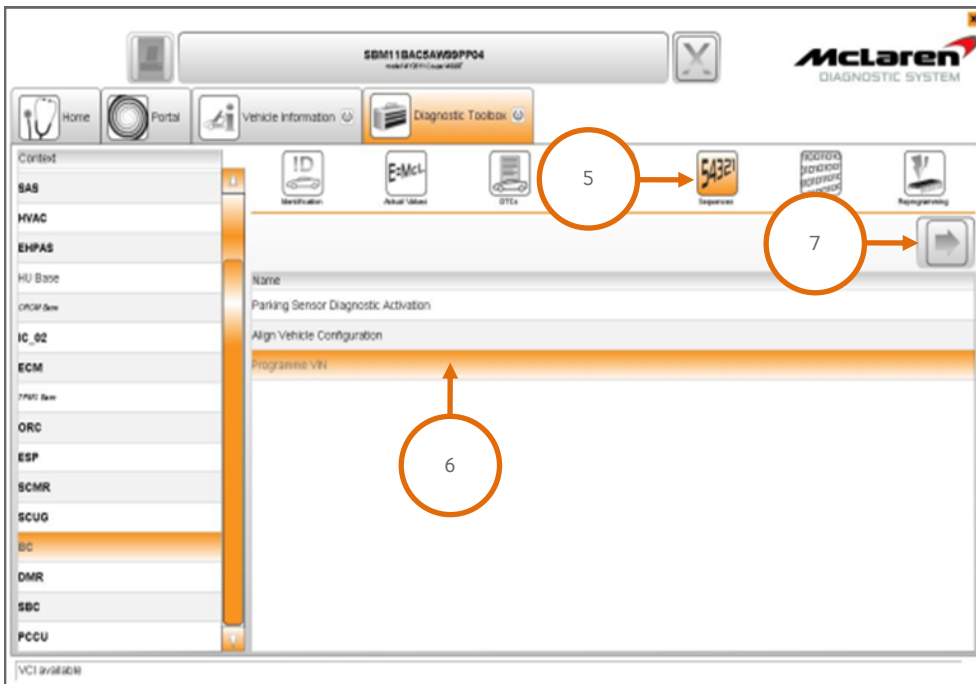 SBM11BAC5AW99PP04
McLaren
DIAGNOSTIC SYSTEM
Home
Portal
Vehicle Information
Diagnostic Toolbox
Context
SAS
HVAC
EHPAS
HU Base
IC_02
ECM
ORC
ESP
SCMR
SCUG
BC
DMR
SBC
PCCU
ID
Identification
E=McL
Actual Values
DTCs
5
54321
Sequences
Reprogramming
7
Name
Parking Sensor Diagnostic Activation
Align Vehicle Configuration
Programme VIN
6
VCI available